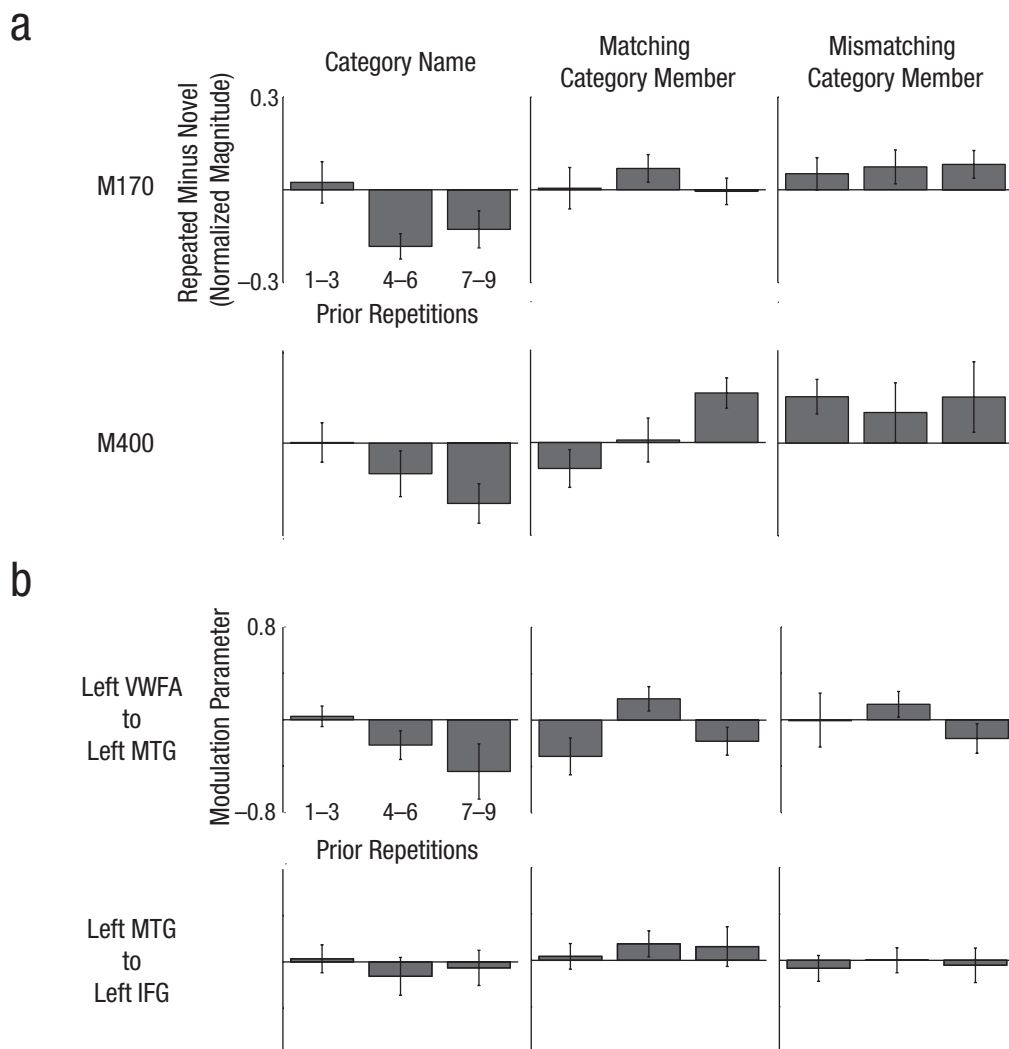 a
Category Name
Matching
Category Member
Mismatching
Category Member
M170
Repeated Minus Novel
(Normalized Magnitude)
0.3
–0.3
1–3
4–6
7–9
Prior Repetitions
M400
b
Left VWFA
to
Left MTG
Modulation Parameter
0.8
–0.8
1–3
4–6
7–9
Prior Repetitions
Left MTG
to
Left IFG